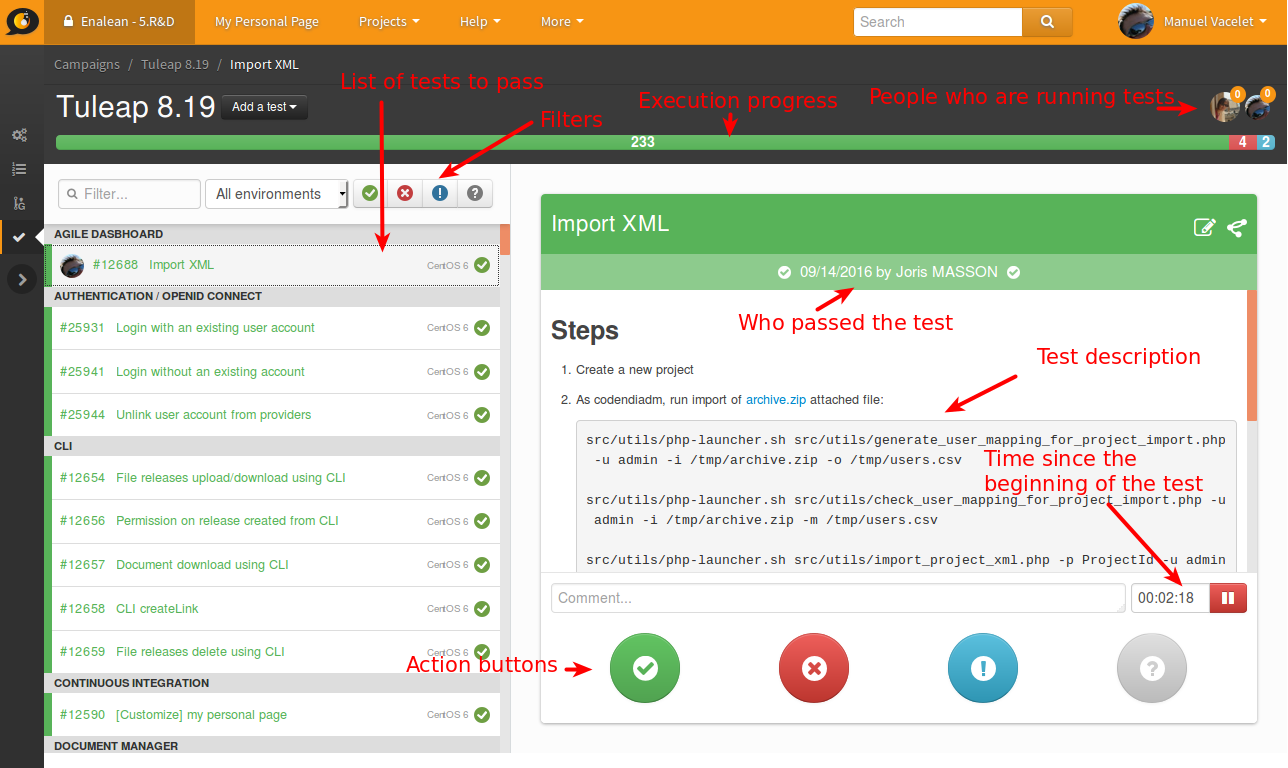 Enalean - 5.R&D
My Personal Page
Projects
Help
More
Search
Manuel Vacelet
Campaigns / Tuleap 8.19 / Import XML
List of tests to pass
Tuleap 8.19
Add a test
Filters
Execution progress
People who are running tests
0
0
233
4
2
Filter...
All environments
AGILE DASBHOARD
#12688 Import XML CentOS 6
AUTHENTICATION / OPENID CONNECT
#25931 Login with an existing user account CentOS 6
#25941 Login without an existing account CentOS 6
#25944 Unlink user account from providers CentOS 6
CLI
#12654 File releases upload/download using CLI CentOS 6
#12656 Permission on release created from CLI CentOS 6
#12657 Document download using CLI CentOS 6
#12658 CLI createLink CentOS 6
#12659 File releases delete using CLI CentOS 6
CONTINUOUS INTEGRATION
#12590 [Customize] my personal page CentOS 6
DOCUMENT MANAGER
Import XML
09/14/2016 by Joris MASSON
Who passed the test
Steps
Test description
1. Create a new project
2. As codendiadm, run import of archive.zip attached file:
src/utils/php-launcher.sh src/utils/generate_user_mapping_for_project_import.php
-u admin -i /tmp/archive.zip -o /tmp/users.csv
Time since the
beginning of the test
src/utils/php-launcher.sh src/utils/check_user_mapping_for_project_import.php -u
admin -i /tmp/archive.zip -m /tmp/users.csv
src/utils/php-launcher.sh src/utils/import_project_xml.php -p ProjectId -u admin
Comment...
00:02:18
Action buttons